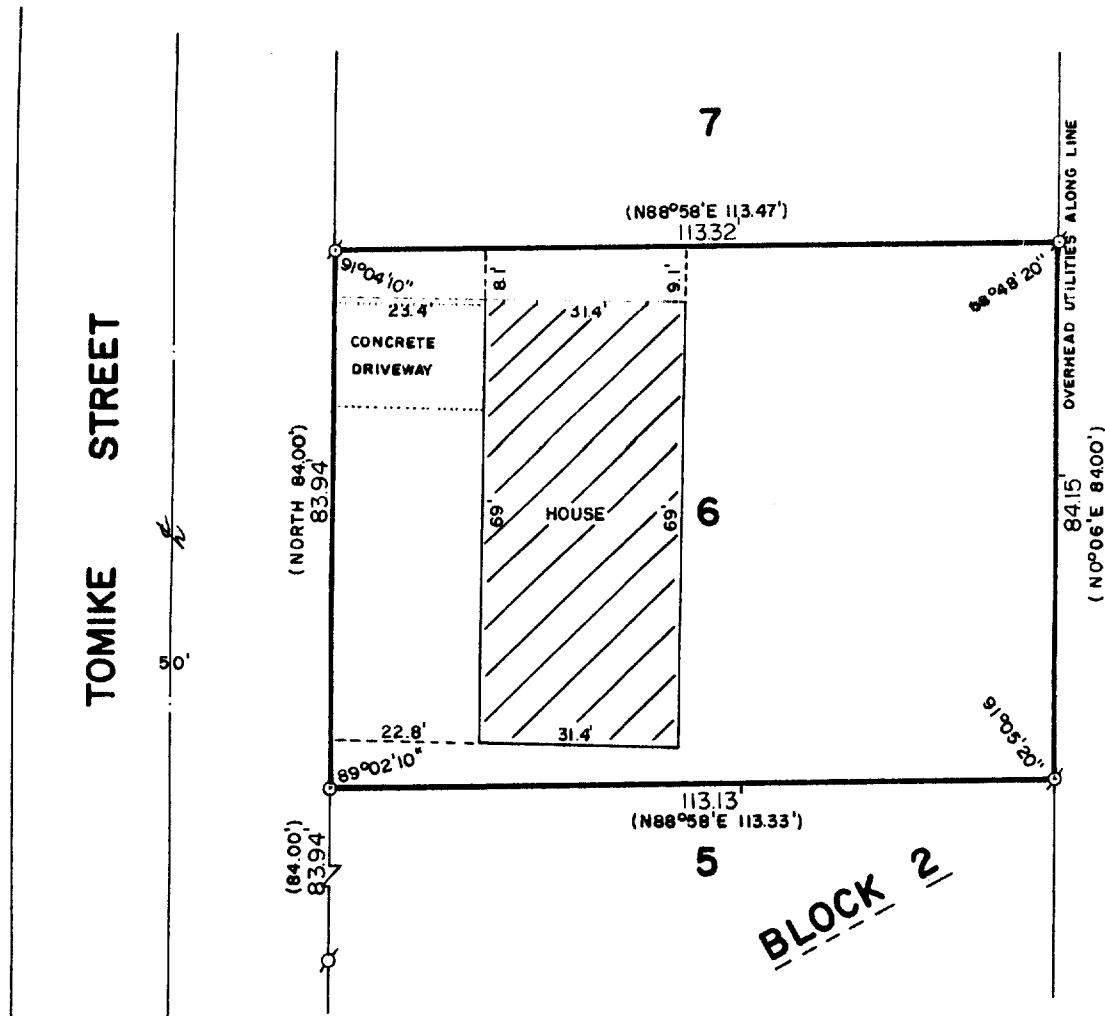 7
(N88°58'E 113.47')
113.32'
OVERHEAD UTILITIES ALONG LINE
91°04'10"
8.1'
9.1'
88°48'20"
23.4'
31.4'
CONCRETE
DRIVEWAY
TOMIKE STREET
50'
(NORTH 84.00')
83.94'
69'
HOUSE
69'
6
84.15'
(N0°06'E 84.00')
22.8'
31.4'
89°02'10"
91°05'20"
113.13'
(N88°58'E 113.33')
(84.00')
83.94'
5
BLOCK 2